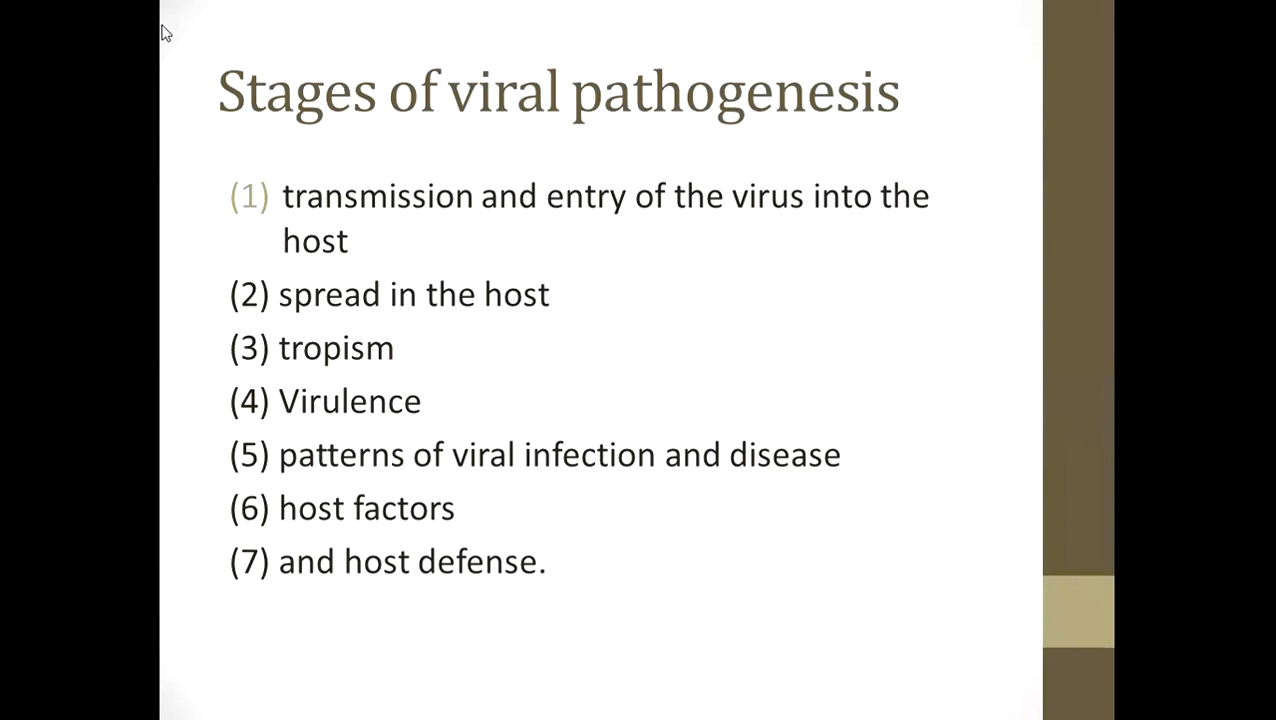 Stages of viral pathogenesis
(1) transmission and entry of the virus into the
host
(2) spread in the host
(3) tropism
(4) Virulence
(5) patterns of viral infection and disease
(6) host factors
(7) and host defense.